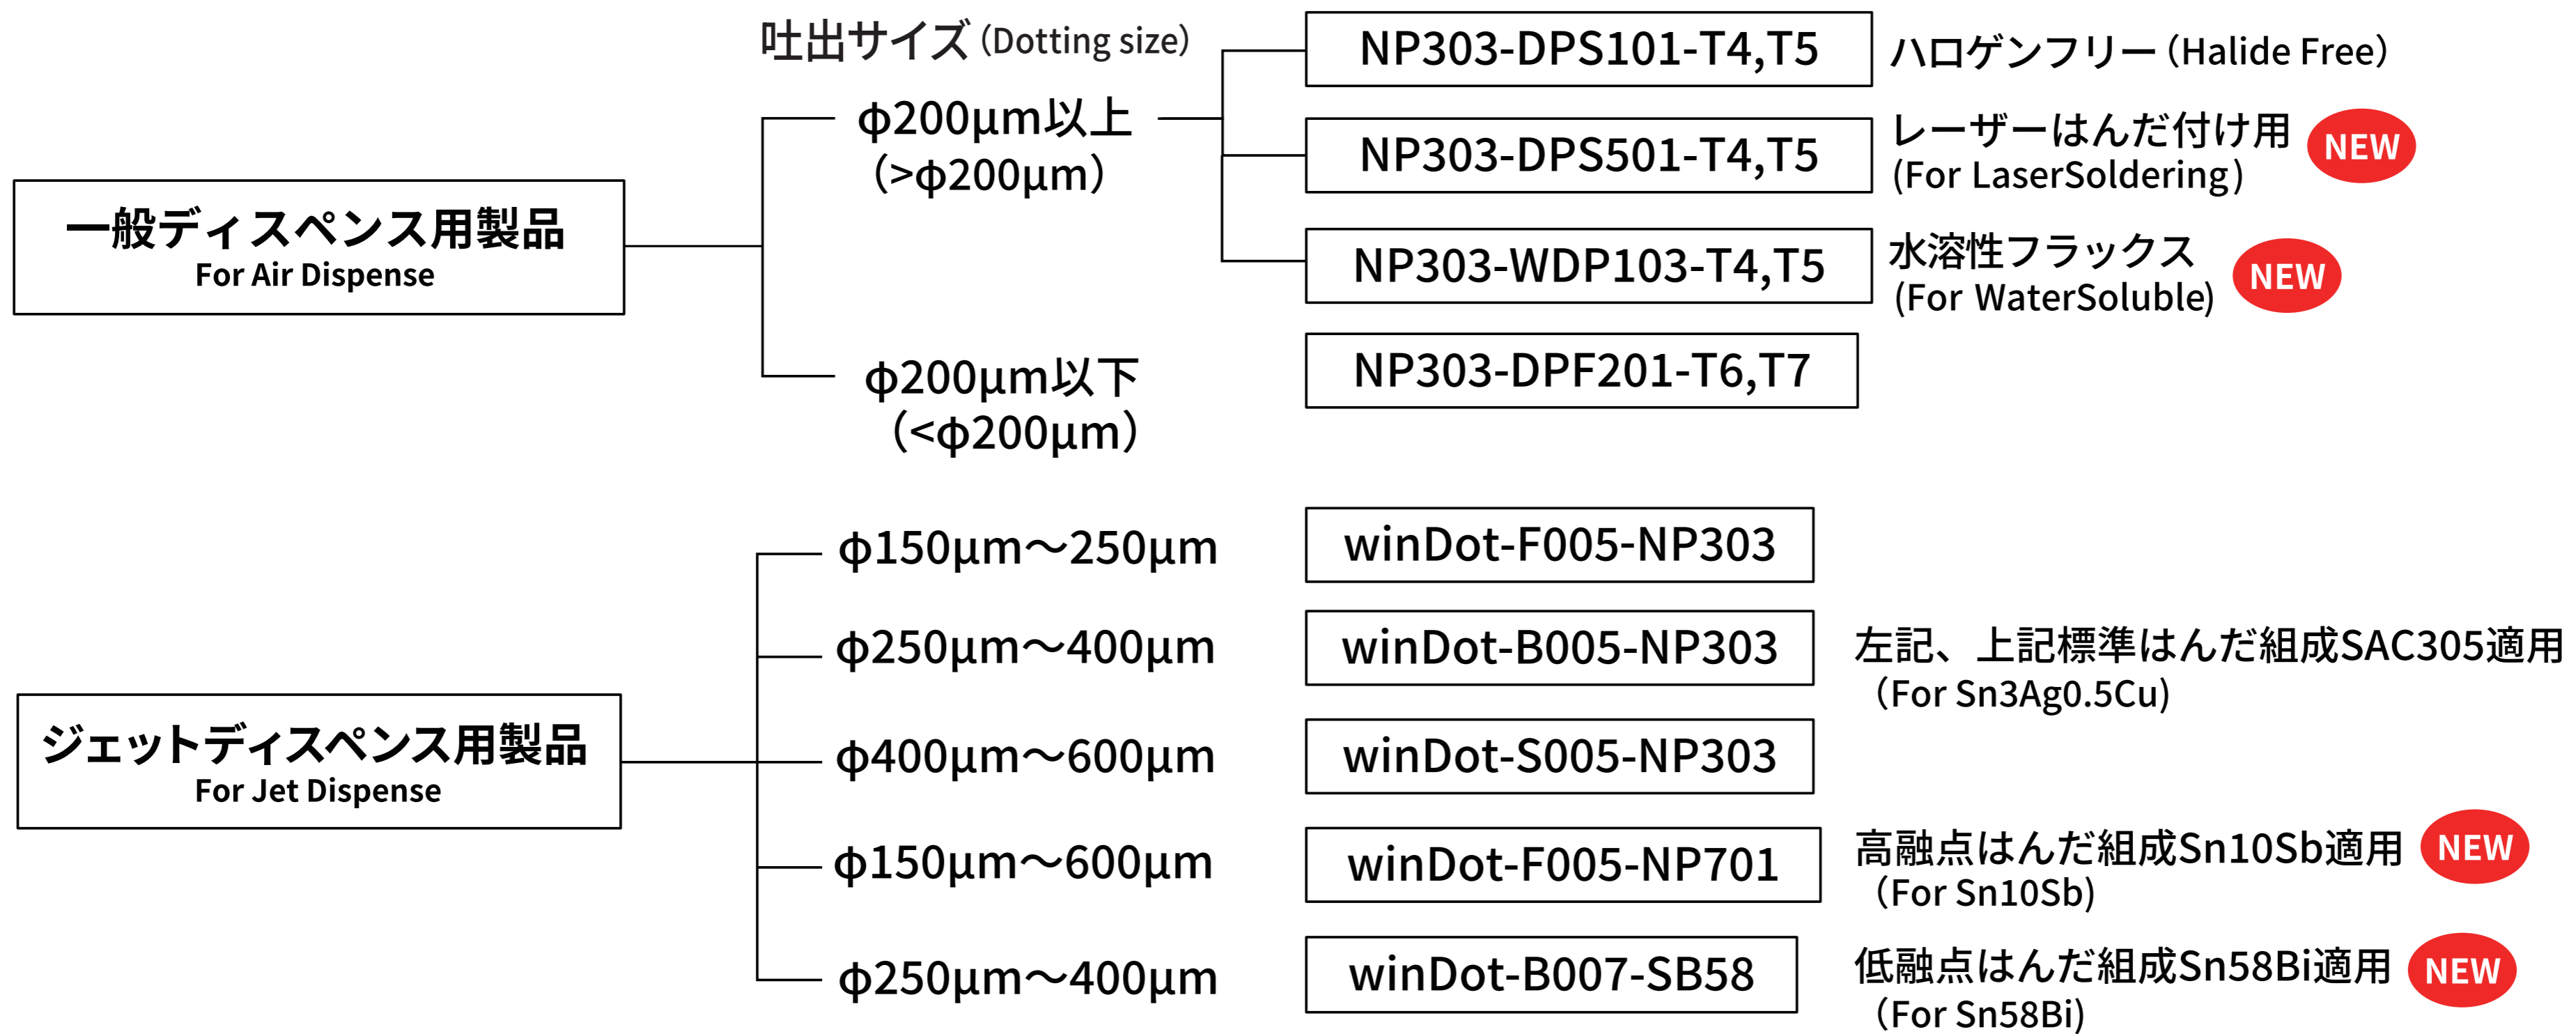 吐出サイズ（Dotting size）
一般ディスペンス用製品
For Air Dispense
φ200μm以上
（>φ200μm）
NP303-DPS101-T4,T5
ハロゲンフリー（Halide Free）
NP303-DPS501-T4,T5
レーザーはんだ付け用
(For LaserSoldering)
NEW
NP303-WDP103-T4,T5
水溶性フラックス
(For WaterSoluble)
NEW
φ200μm以下
（<φ200μm）
NP303-DPF201-T6,T7
ジェットディスペンス用製品
For Jet Dispense
φ150μm～250μm
winDot-F005-NP303
φ250μm～400μm
winDot-B005-NP303
左記、上記標準はんだ組成SAC305適用
（For Sn3Ag0.5Cu)
φ400μm～600μm
winDot-S005-NP303
φ150μm～600μm
winDot-F005-NP701
高融点はんだ組成Sn10Sb適用
（For Sn10Sb)
NEW
φ250μm～400μm
winDot-B007-SB58
低融点はんだ組成Sn58Bi適用
（For Sn58Bi)
NEW